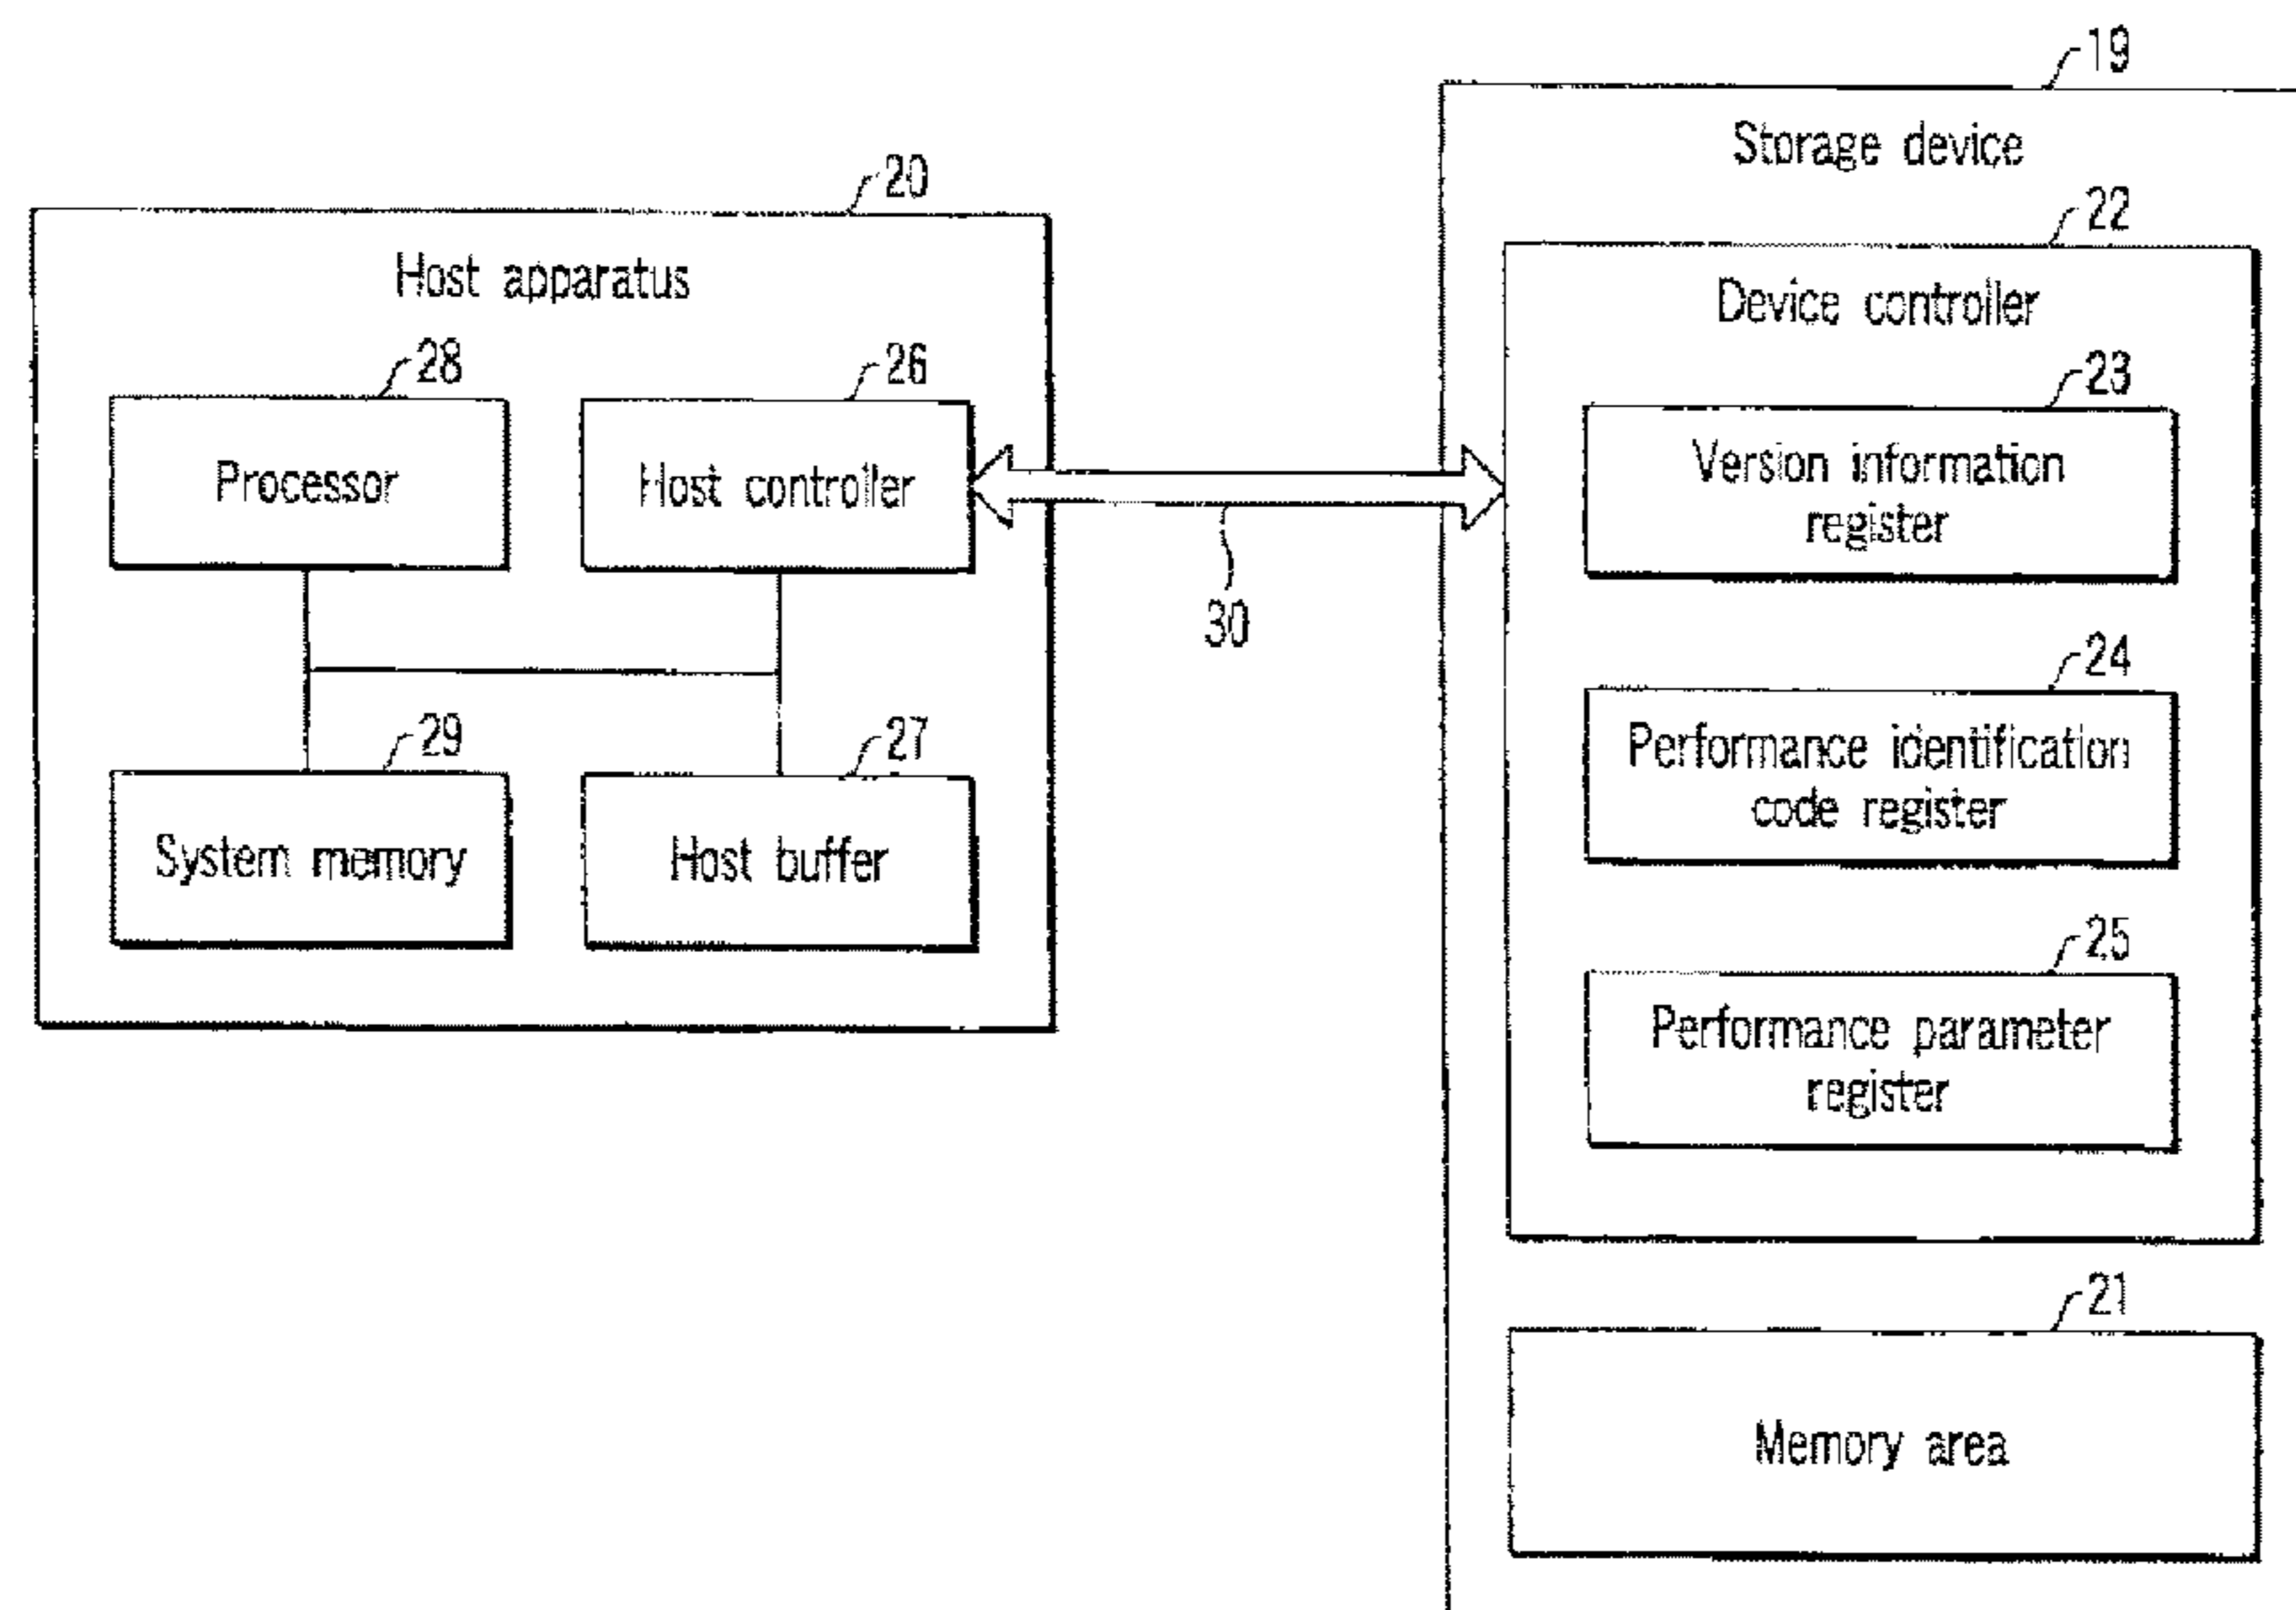 19
Storage device
20
Host apparatus
22
Device controller
28
Processor
26
Host controller
23
Version information
register
30
24
Performance identification
code register
29
System memory
27
Host buffer
25
Performance parameter
register
21
Memory area